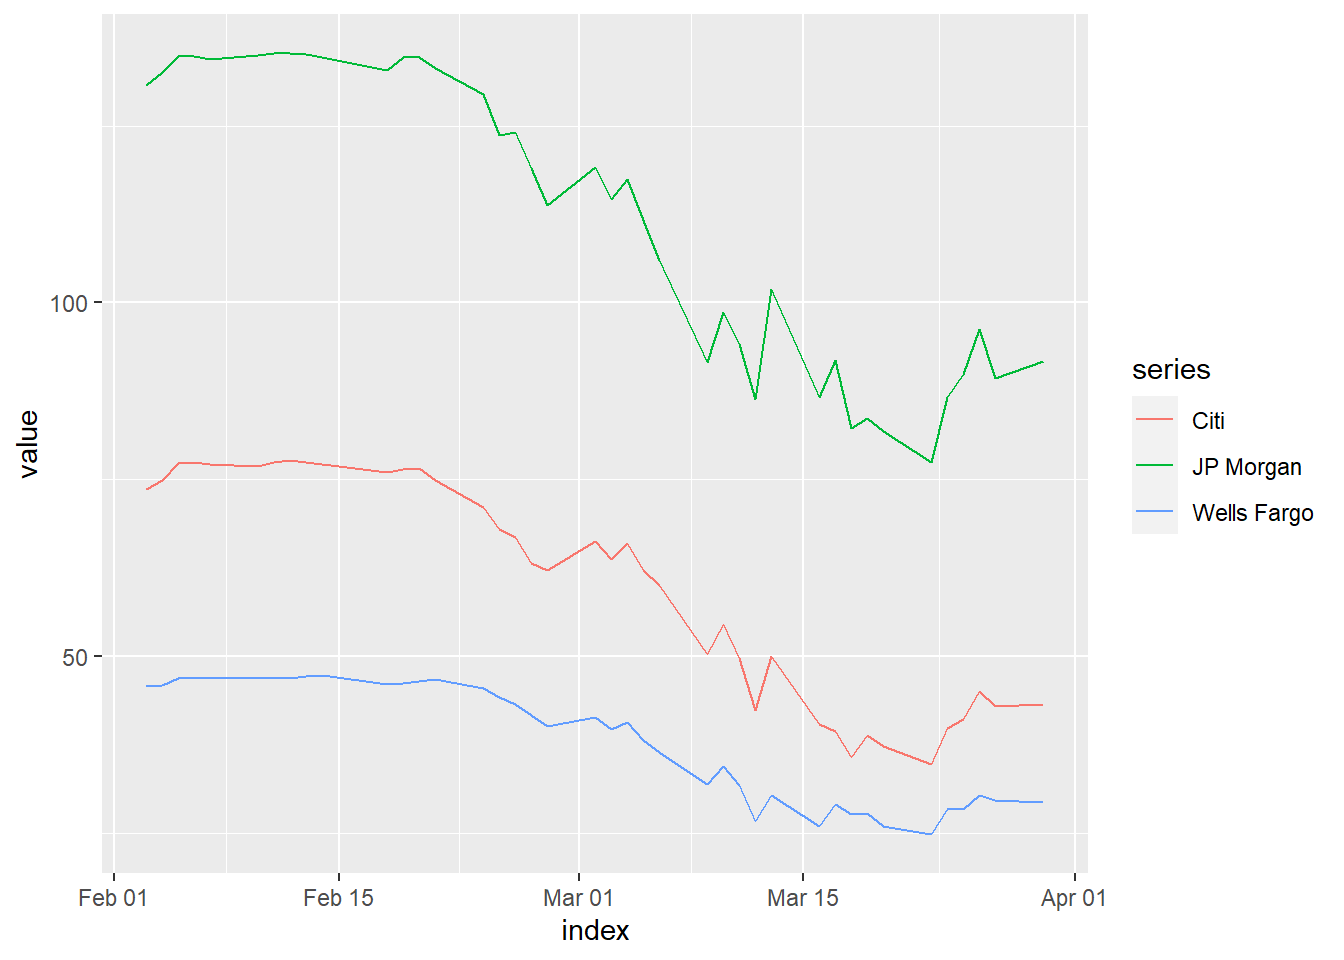 100
50
value
Feb 01
Feb 15
Mar 01
Mar 15
Apr 01
index
series
Citi
JP Morgan
Wells Fargo